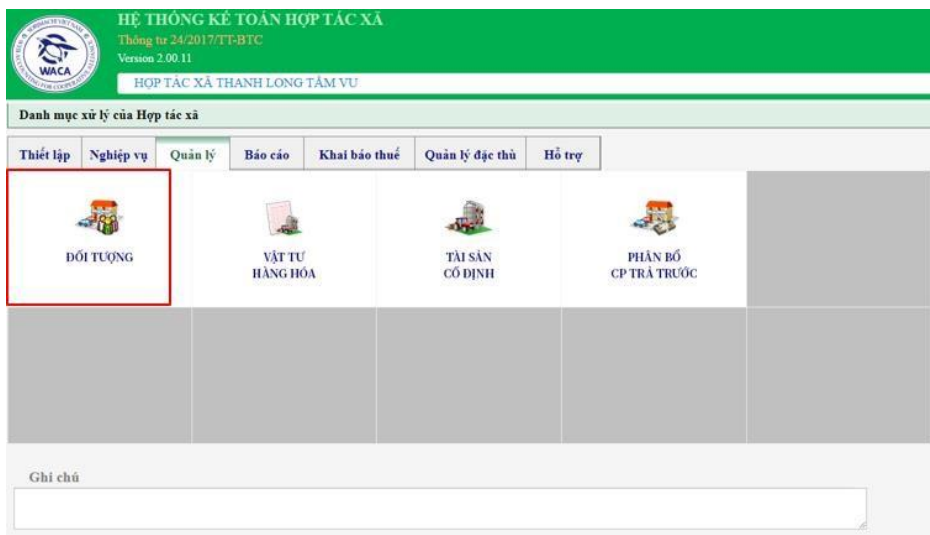 HỆ THỐNG KẾ TOÁN HỢP TÁC XÃ
Thông tư 24/2017/TT-BTC
Version 2.00.11
WACA
HỢP TÁC XÃ THANH LONG TẦM VU
Danh mục xử lý của Hợp tác xã
Thiết lập Nghiệp vụ Quản lý Báo cáo Khai báo thuế Quản lý đặc thù Hỗ trợ
ĐỐI TƯỢNG
VẬT TƯ
HÀNG HÓA
TÀI SẢN
CỐ ĐỊNH
PHÂN BỔ
CP TRẢ TRƯỚC
Ghi chú